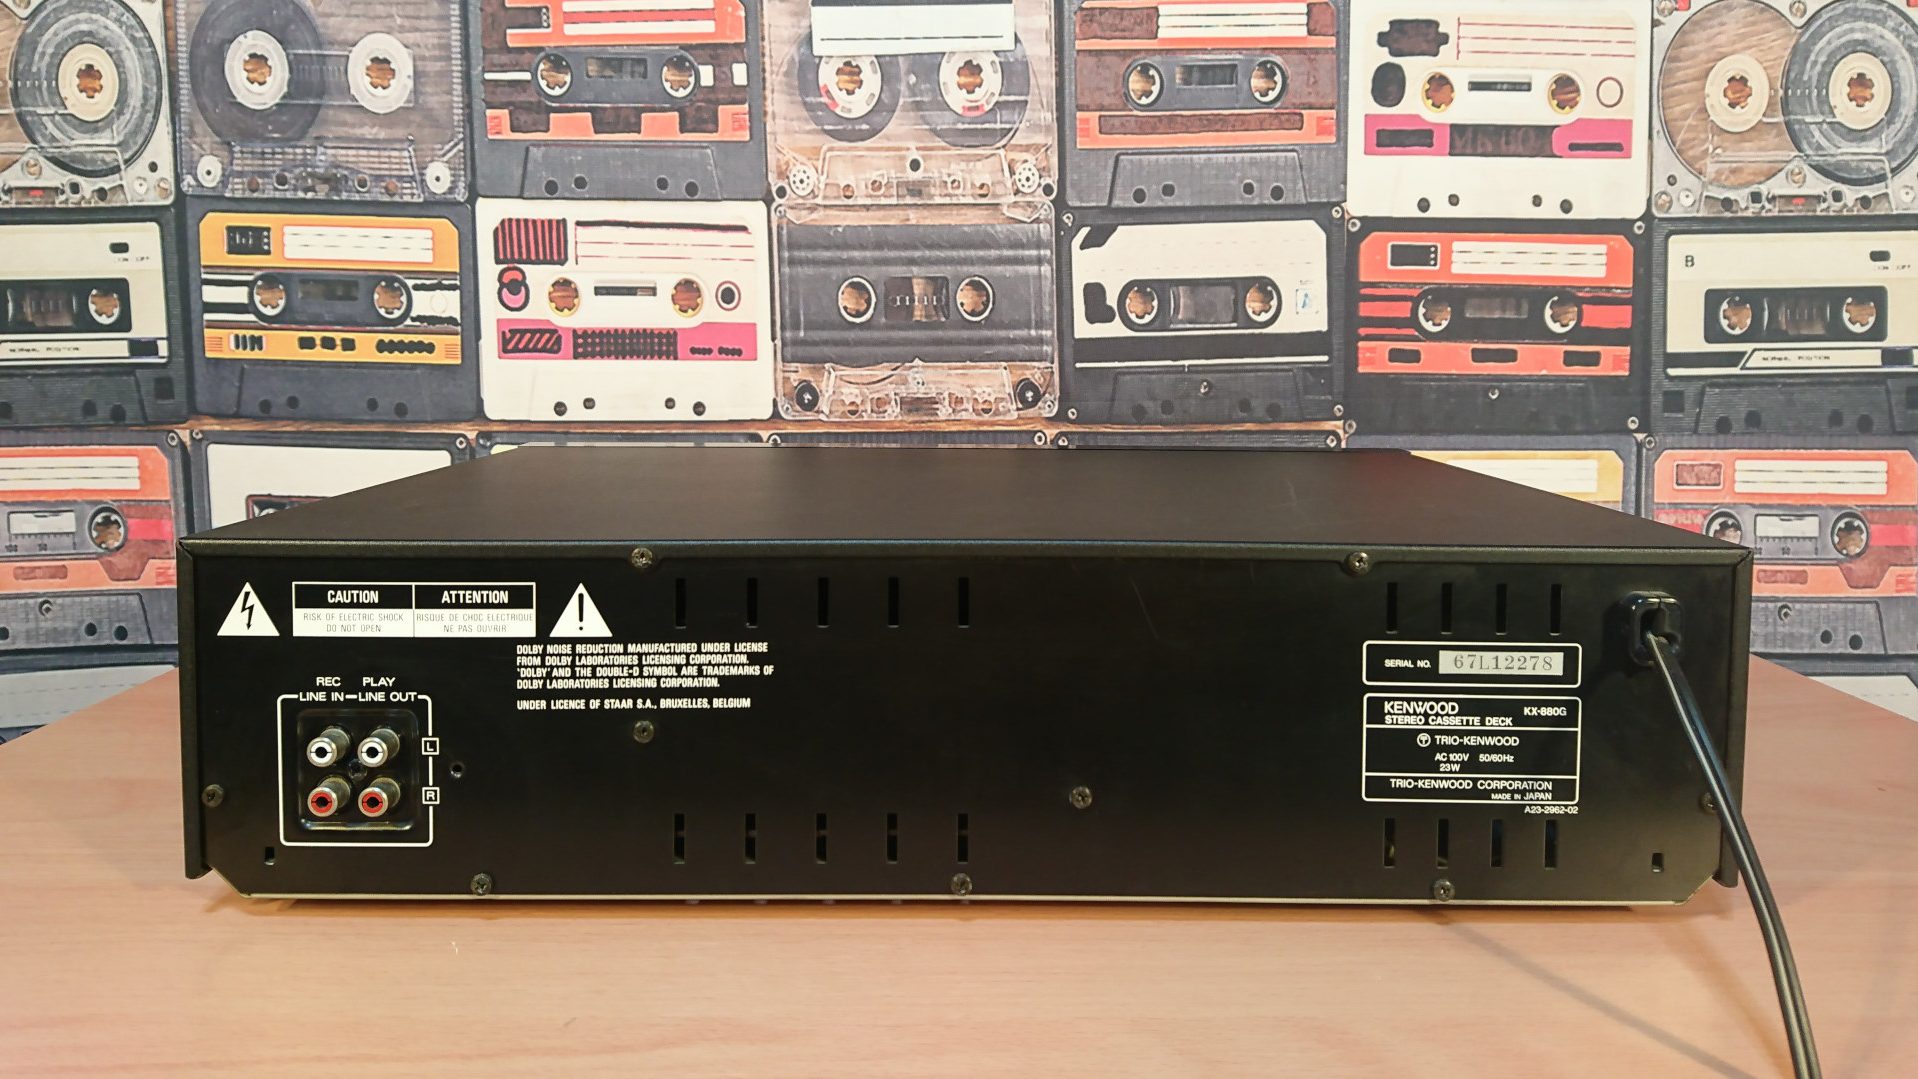 B
NORMAL POSITION
NORMAL POSITION
CAUTION
RISK OF ELECTRIC SHOCK
DO NOT OPEN
ATTENTION
RISQUE DE CHOC ELECTRIQUE
NE PAS OUVRIR
DOLBY NOISE REDUCTION MANUFACTURED UNDER LICENSE
FROM DOLBY LABORATORIES LICENSING CORPORATION.
'DOLBY' AND THE DOUBLE-D SYMBOL ARE TRADEMARKS OF
DOLBY LABORATORIES LICENSING CORPORATION.
UNDER LICENCE OF STAAR S.A., BRUXELLES, BELGIUM
REC PLAY
LINE IN LINE OUT
L
R
SERIAL NO. 67L12278
KENWOOD KX-880G
STEREO CASSETTE DECK
TRIO-KENWOOD
AC 100V 50/60Hz
23W
TRIO-KENWOOD CORPORATION
MADE IN JAPAN
A23-2962-02